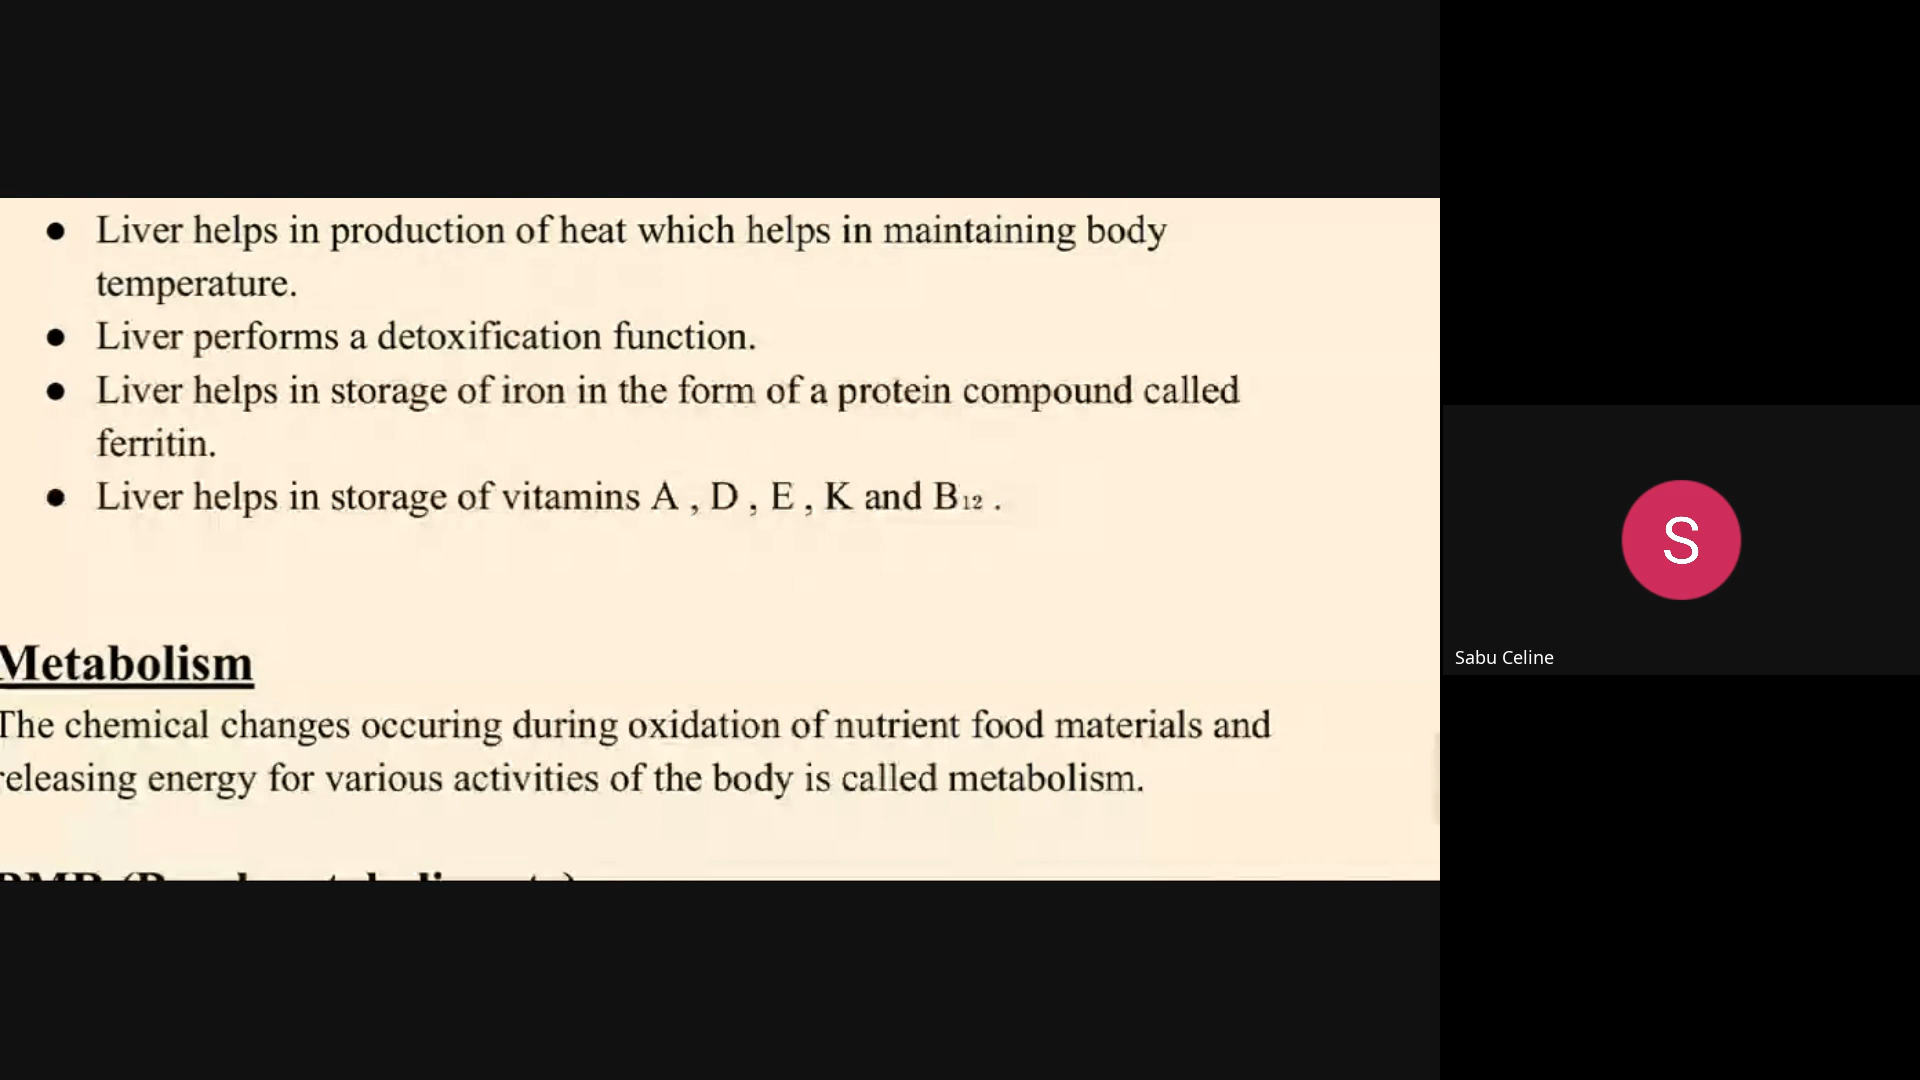 ● Liver helps in production of heat which helps in maintaining body
temperature.
● Liver performs a detoxification function.
● Liver helps in storage of iron in the form of a protein compound called
ferritin.
● Liver helps in storage of vitamins A , D , E , K and B₁₂ .
Metabolism
The chemical changes occuring during oxidation of nutrient food materials and
releasing energy for various activities of the body is called metabolism.
S
Sabu Celine